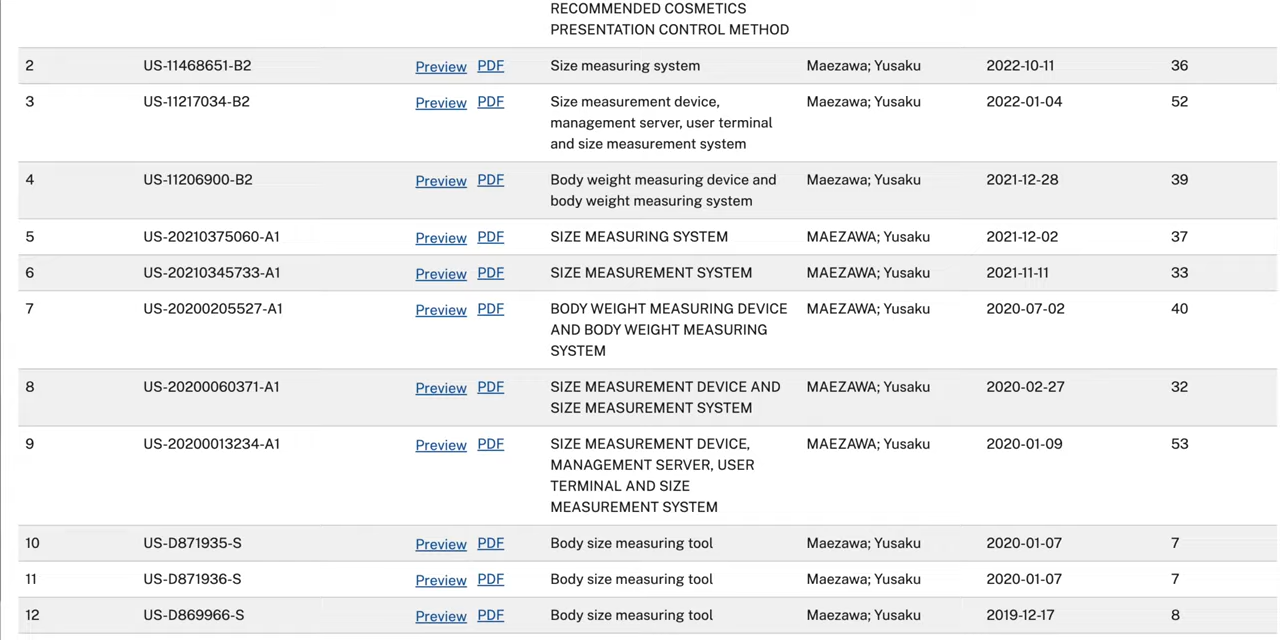 RECOMMENDED COSMETICS
PRESENTATION CONTROL METHOD
2 US-11468651-B2 Preview PDF Size measuring system Maezawa; Yusaku 2022-10-11 36
3 US-11217034-B2 Preview PDF Size measurement device, Maezawa; Yusaku 2022-01-04 52
management server, user terminal
and size measurement system
4 US-11206900-B2 Preview PDF Body weight measuring device and Maezawa; Yusaku 2021-12-28 39
body weight measuring system
5 US-20210375060-A1 Preview PDF SIZE MEASURING SYSTEM MAEZAWA; Yusaku 2021-12-02 37
6 US-20210345733-A1 Preview PDF SIZE MEASUREMENT SYSTEM MAEZAWA; Yusaku 2021-11-11 33
7 US-20200205527-A1 Preview PDF BODY WEIGHT MEASURING DEVICE MAEZAWA; Yusaku 2020-07-02 40
AND BODY WEIGHT MEASURING
SYSTEM
8 US-20200060371-A1 Preview PDF SIZE MEASUREMENT DEVICE AND MAEZAWA; Yusaku 2020-02-27 32
SIZE MEASUREMENT SYSTEM
9 US-20200013234-A1 Preview PDF SIZE MEASUREMENT DEVICE, MAEZAWA; Yusaku 2020-01-09 53
MANAGEMENT SERVER, USER
TERMINAL AND SIZE
MEASUREMENT SYSTEM
10 US-D871935-S Preview PDF Body size measuring tool Maezawa; Yusaku 2020-01-07 7
11 US-D871936-S Preview PDF Body size measuring tool Maezawa; Yusaku 2020-01-07 7
12 US-D869966-S Preview PDF Body size measuring tool Maezawa; Yusaku 2019-12-17 8